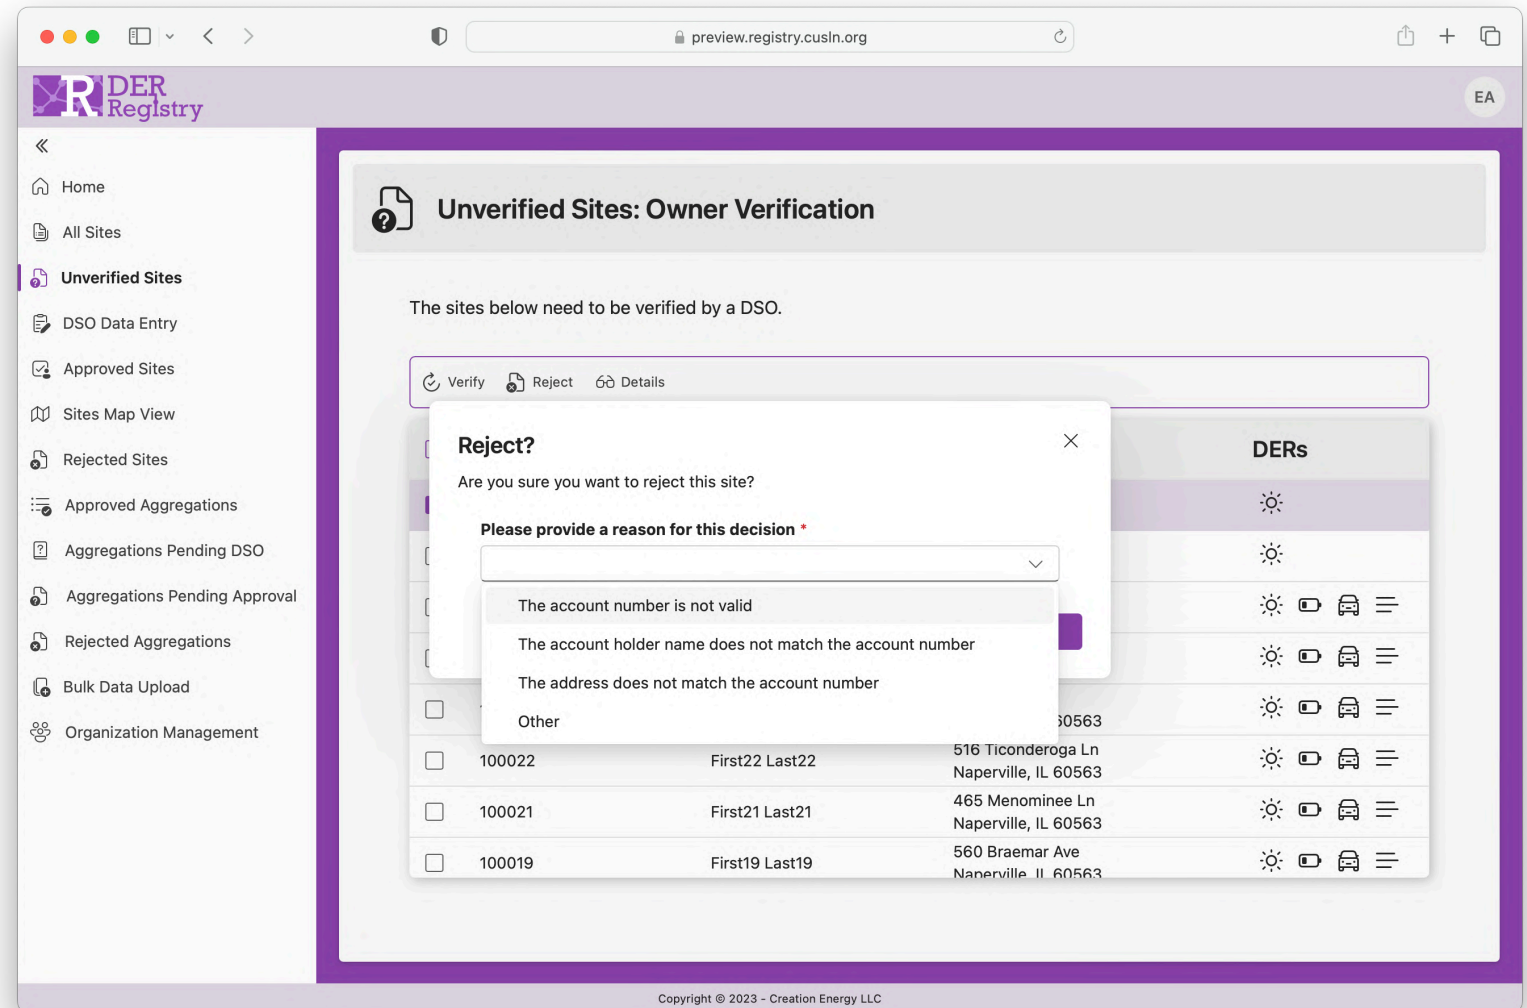 preview.registry.cusln.org
R DER
Registry
EA
Home
All Sites
Unverified Sites
DSO Data Entry
Approved Sites
Sites Map View
Rejected Sites
Approved Aggregations
Aggregations Pending DSO
Aggregations Pending Approval
Rejected Aggregations
Bulk Data Upload
Organization Management
Unverified Sites: Owner Verification
The sites below need to be verified by a DSO.
Verify Reject Details
DERs
Reject?
Are you sure you want to reject this site?
Please provide a reason for this decision *
The account number is not valid
The account holder name does not match the account number
The address does not match the account number
Other
60563
100022 First22 Last22 516 Ticonderoga Ln
Naperville, IL 60563
100021 First21 Last21 465 Menominee Ln
Naperville, IL 60563
100019 First19 Last19 560 Braemar Ave
Naperville, IL 60563
Copyright © 2023 - Creation Energy LLC